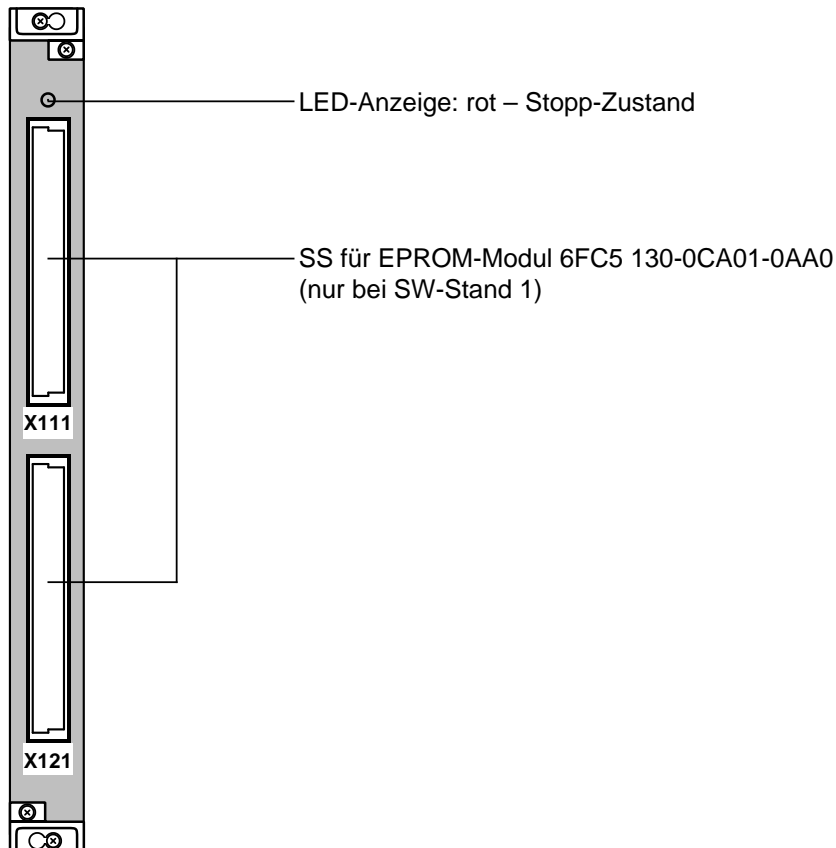 LED-Anzeige: rot – Stopp-Zustand
SS für EPROM-Modul 6FC5 130-0CA01-0AA0
(nur bei SW-Stand 1)
X111
X121